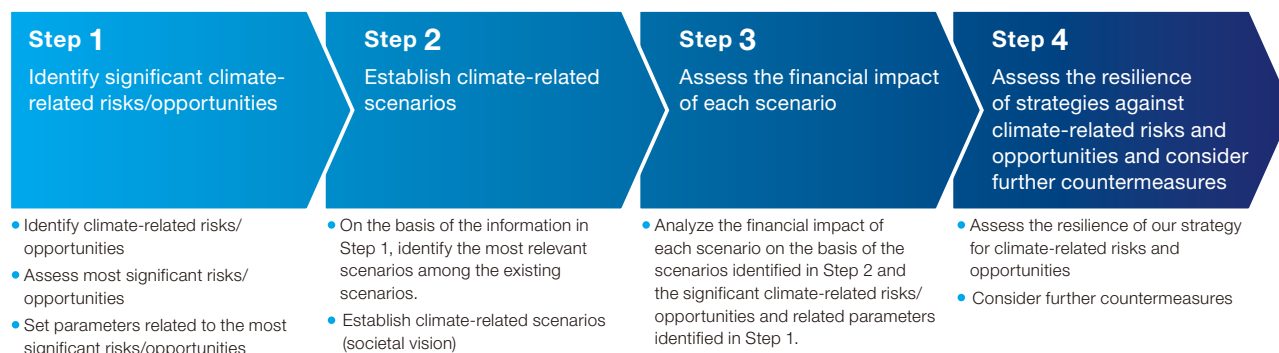 Step 1
Identify significant climate-
related risks/opportunities
• Identify climate-related risks/
opportunities
• Assess most significant risks/
opportunities
• Set parameters related to the most
significant risks/opportunities
Step 2
Establish climate-related
scenarios
• On the basis of the information in
Step 1, identify the most relevant
scenarios among the existing
scenarios.
• Establish climate-related scenarios
(societal vision)
Step 3
Assess the financial impact
of each scenario
• Analyze the financial impact of
each scenario on the basis of the
scenarios identified in Step 2 and
the significant climate-related risks/
opportunities and related parameters
identified in Step 1.
Step 4
Assess the resilience
of strategies against
climate-related risks and
opportunities and consider
further countermeasures
• Assess the resilience of our strategy
for climate-related risks and
opportunities
• Consider further countermeasures